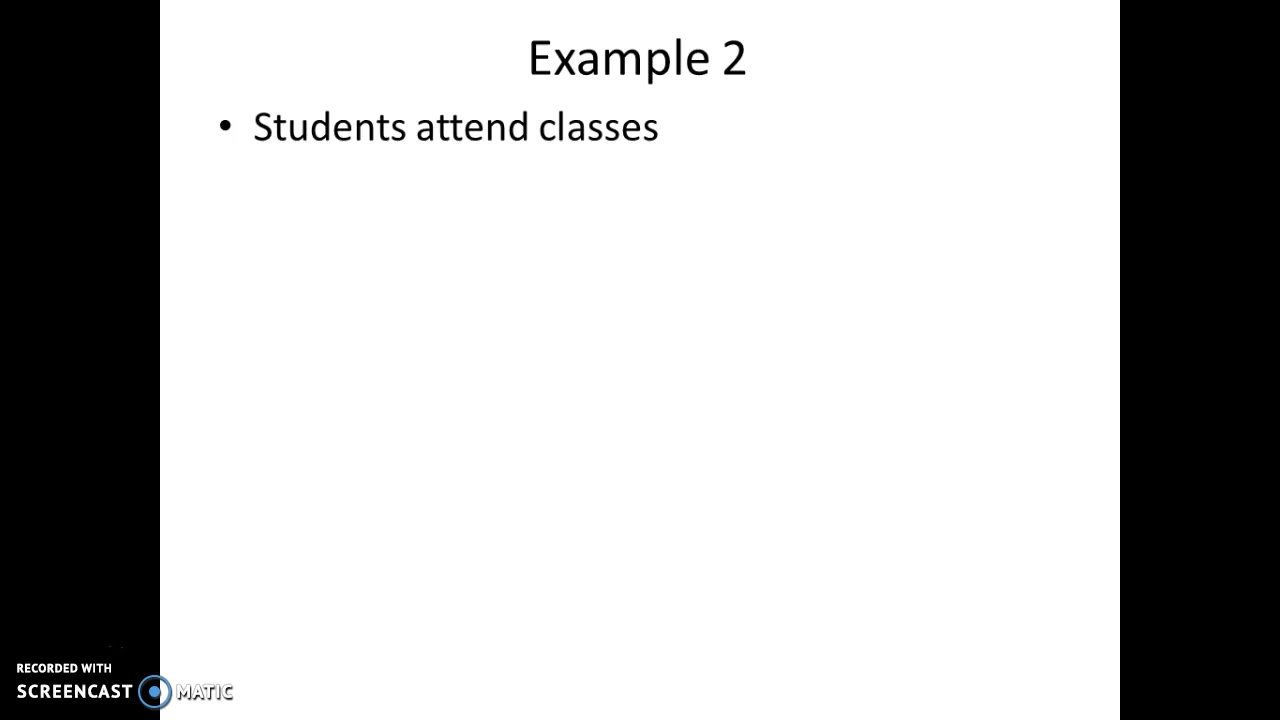 Example 2
• Students attend classes
RECORDED WITH
SCREENCAST MATIC